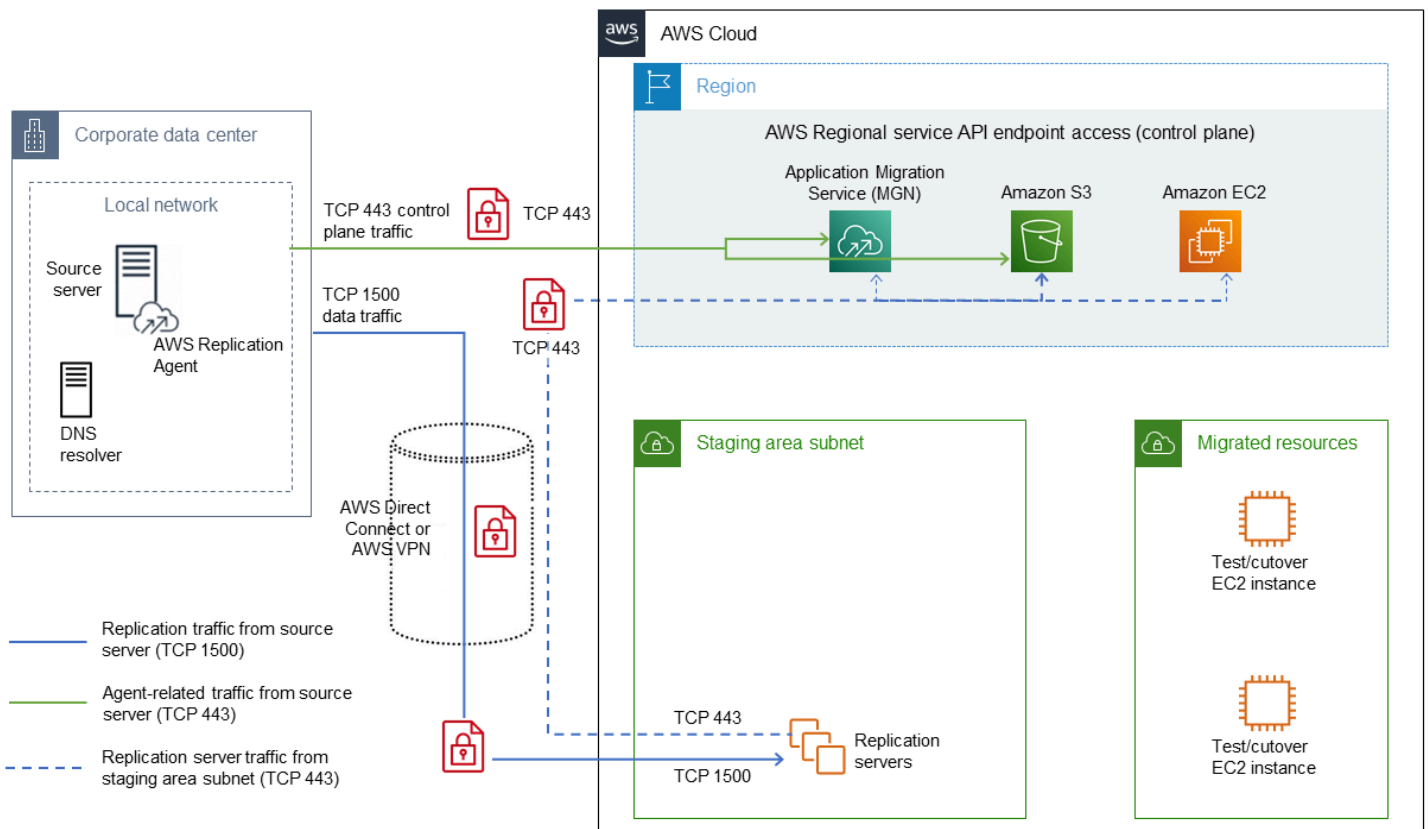 aws
AWS Cloud
Region
AWS Regional service API endpoint access (control plane)
Application Migration
Service (MGN)
Amazon S3
Amazon EC2
Corporate data center
Local network
Source
server
AWS Replication
Agent
DNS
resolver
TCP 443 control
plane traffic
TCP 443
TCP 1500
data traffic
TCP 443
AWS Direct
Connect or
AWS VPN
Staging area subnet
TCP 443
TCP 1500
Replication
servers
Migrated resources
Test/cutover
EC2 instance
Test/cutover
EC2 instance
Replication traffic from source
server (TCP 1500)
Agent-related traffic from source
server (TCP 443)
Replication server traffic from
staging area subnet (TCP 443)